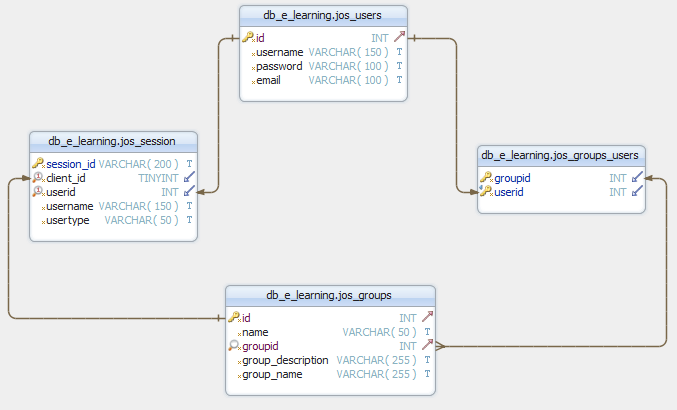 db_e_learning.jos_users
id INT
username VARCHAR( 150 ) T
password VARCHAR( 100 ) T
email VARCHAR( 100 ) T
db_e_learning.jos_session
session_id VARCHAR( 200 ) T
client_id TINYINT
userid INT
username VARCHAR( 150 ) T
usertype VARCHAR( 50 ) T
db_e_learning.jos_groups_users
groupid INT
userid INT
db_e_learning.jos_groups
id INT
name VARCHAR( 50 ) T
groupid INT
group_description VARCHAR( 255 ) T
group_name VARCHAR( 255 ) T